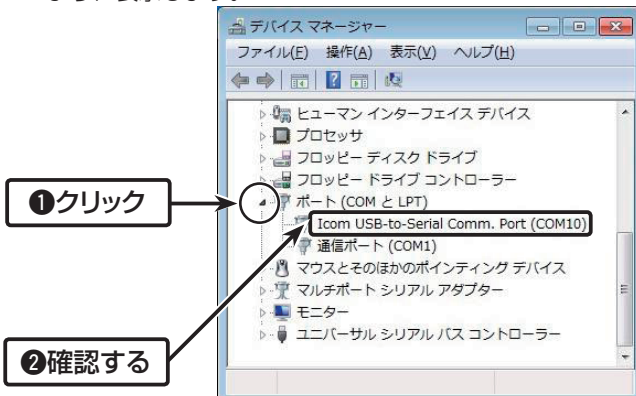 デバイス マネージャー
ファイル(F) 操作(A) 表示(V) ヘルプ(H)
ヒューマン インターフェイス デバイス
プロセッサ
フロッピー ディスク ドライブ
フロッピー ドライブ コントローラー
❶クリック
ポート (COM と LPT)
Icom USB-to-Serial Comm. Port (COM10)
通信ポート (COM1)
マウスとそのほかのポインティング デバイス
マルチポート シリアル アダプター
モニター
ユニバーサル シリアル バス コントローラー
❷確認する